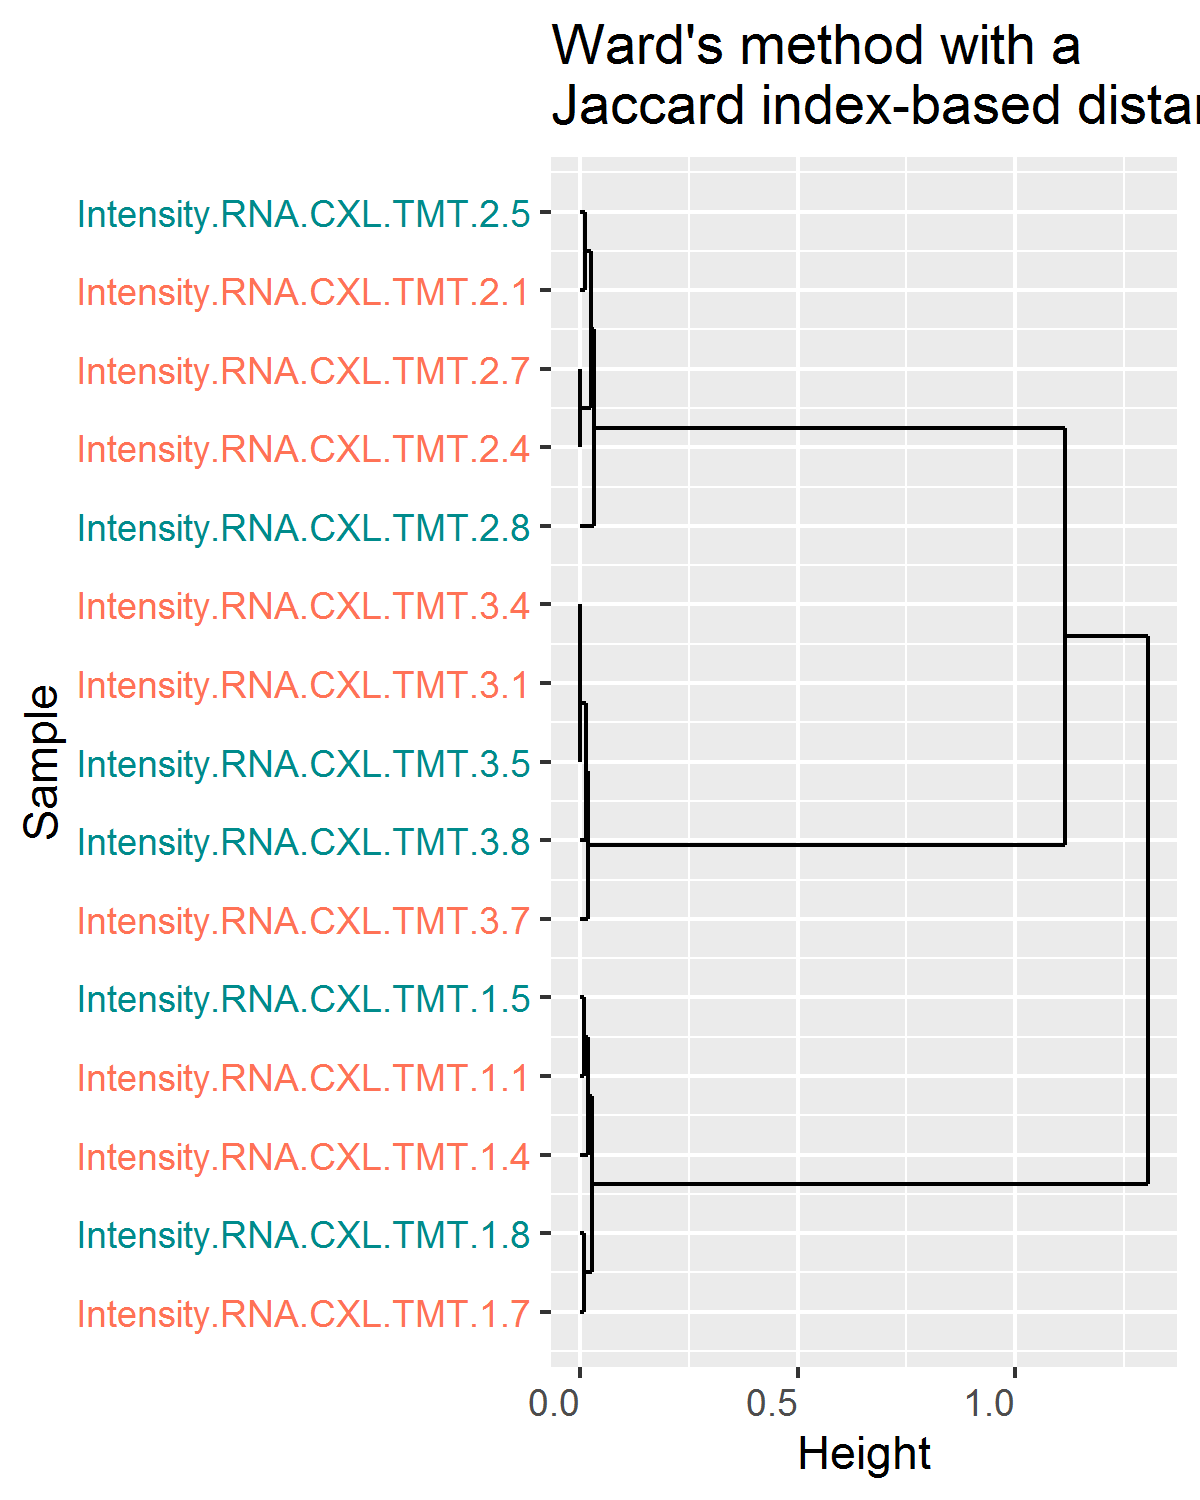 Ward's method with a
Jaccard index-based distan
Intensity.RNA.CXL.TMT.2.5
Intensity.RNA.CXL.TMT.2.1
Intensity.RNA.CXL.TMT.2.7
Intensity.RNA.CXL.TMT.2.4
Intensity.RNA.CXL.TMT.2.8
Intensity.RNA.CXL.TMT.3.4
Intensity.RNA.CXL.TMT.3.1
Intensity.RNA.CXL.TMT.3.5
Intensity.RNA.CXL.TMT.3.8
Intensity.RNA.CXL.TMT.3.7
Intensity.RNA.CXL.TMT.1.5
Intensity.RNA.CXL.TMT.1.1
Intensity.RNA.CXL.TMT.1.4
Intensity.RNA.CXL.TMT.1.8
Intensity.RNA.CXL.TMT.1.7
Sample
0.0 0.5 1.0
Height